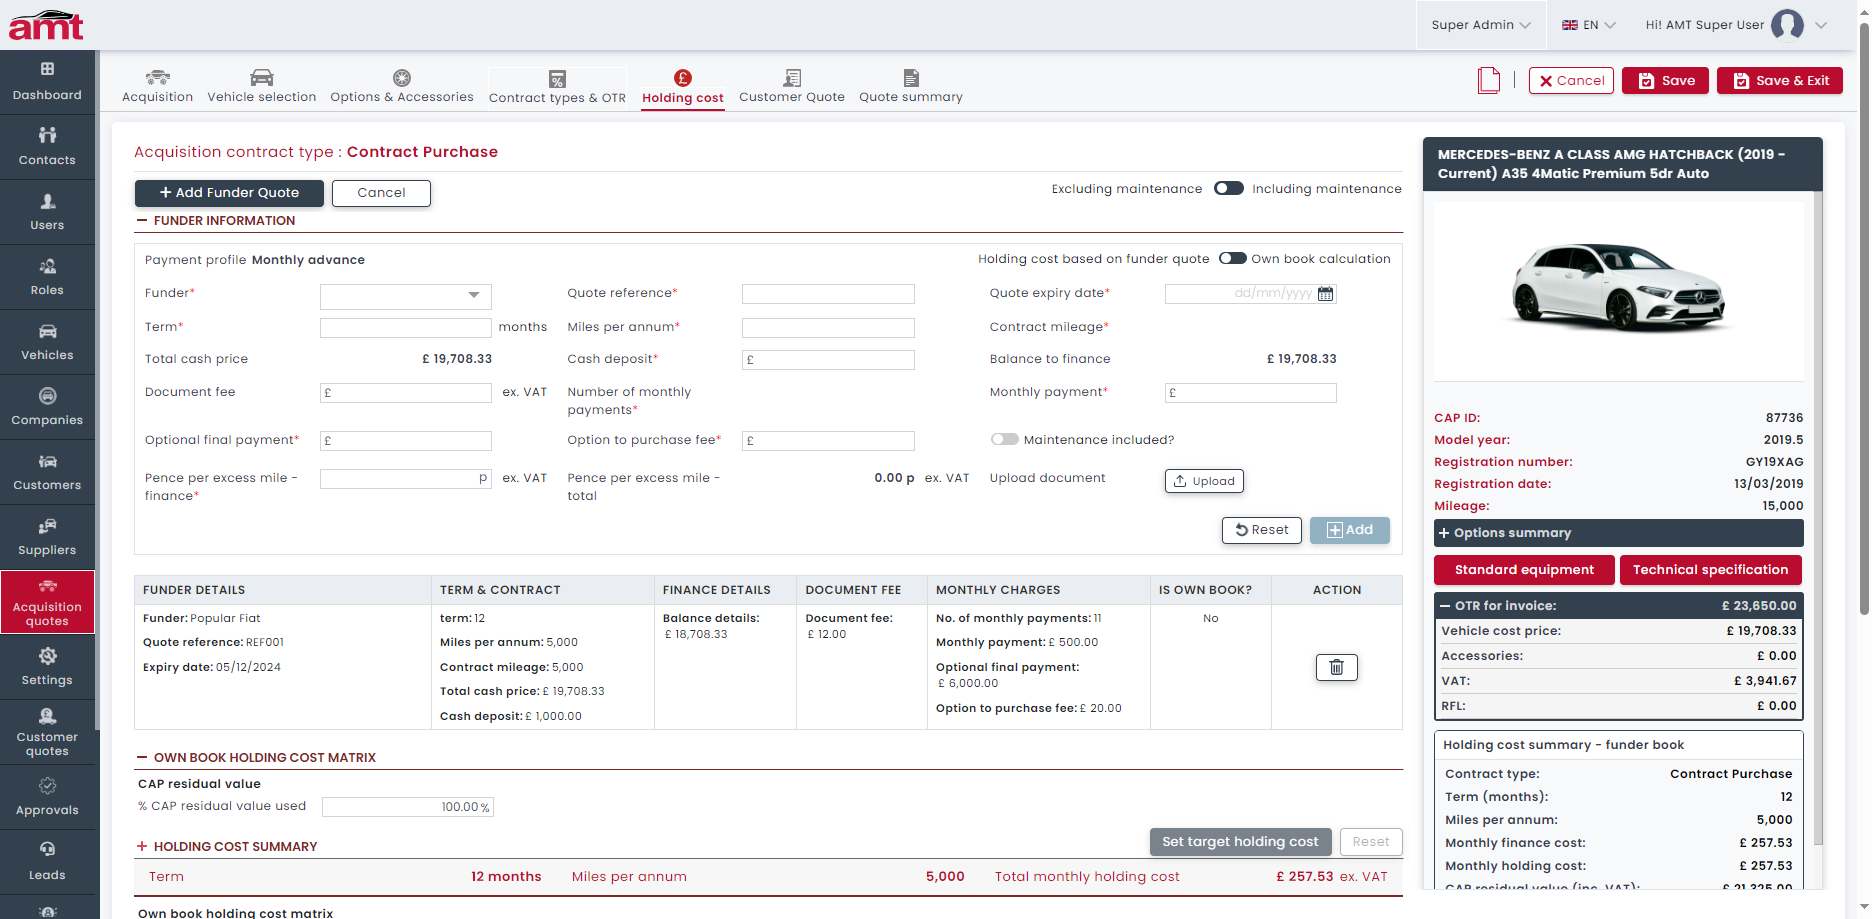 amt
Super Admin
EN
Hi! AMT Super User
Dashboard
Contacts
Users
Roles
Vehicles
Companies
Customers
Suppliers
Acquisition
quotes
Settings
Customer
quotes
Approvals
Leads
Acquisition
Vehicle selection
Options & Accessories
Contract types & OTR
Holding cost
Customer Quote
Quote summary
Cancel
Save
Save & Exit
Acquisition contract type : Contract Purchase
+ Add Funder Quote
Cancel
Excluding maintenance
Including maintenance
FUNDER INFORMATION
Payment profile Monthly advance
Holding cost based on funder quote
Own book calculation
Funder*
Quote reference*
Quote expiry date*
dd/mm/yyyy
Term*
months
Miles per annum*
Contract mileage*
Total cash price
£ 19,708.33
Cash deposit*
£
Balance to finance
£ 19,708.33
Document fee
£
ex. VAT
Number of monthly
payments*
Monthly payment*
£
Optional final payment*
£
Option to purchase fee*
£
Maintenance included?
Pence per excess mile -
finance*
p
ex. VAT
Pence per excess mile -
total
0.00 p
ex. VAT
Upload document
Upload
Reset
Add
FUNDER DETAILS
TERM & CONTRACT
FINANCE DETAILS
DOCUMENT FEE
MONTHLY CHARGES
IS OWN BOOK?
ACTION
Funder: Popular Fiat
Quote reference: REF001
Expiry date: 05/12/2024
term: 12
Miles per annum: 5,000
Contract mileage: 5,000
Total cash price: £ 19,708.33
Cash deposit: £ 1,000.00
Balance details:
£ 18,708.33
Document fee:
£ 12.00
No. of monthly payments: 11
Monthly payment: £ 500.00
Optional final payment:
£ 6,000.00
Option to purchase fee: £ 20.00
No
OWN BOOK HOLDING COST MATRIX
CAP residual value
% CAP residual value used
100.00 %
+ HOLDING COST SUMMARY
Set target holding cost
Reset
Term
12 months
Miles per annum
5,000
Total monthly holding cost
£ 257.53 ex. VAT
Own book holding cost matrix
MERCEDES-BENZ A CLASS AMG HATCHBACK (2019 -
Current) A35 4Matic Premium 5dr Auto
CAP ID:
87736
Model year:
2019.5
Registration number:
GY19XAG
Registration date:
13/03/2019
Mileage:
15,000
+ Options summary
Standard equipment
Technical specification
OTR for invoice:
£ 23,650.00
Vehicle cost price:
£ 19,708.33
Accessories:
£ 0.00
VAT:
£ 3,941.67
RFL:
£ 0.00
Holding cost summary - funder book
Contract type:
Contract Purchase
Term (months):
12
Miles per annum:
5,000
Monthly finance cost:
£ 257.53
Monthly holding cost:
£ 257.53
CAP residual value (inc. VAT):
£ 21,325.00